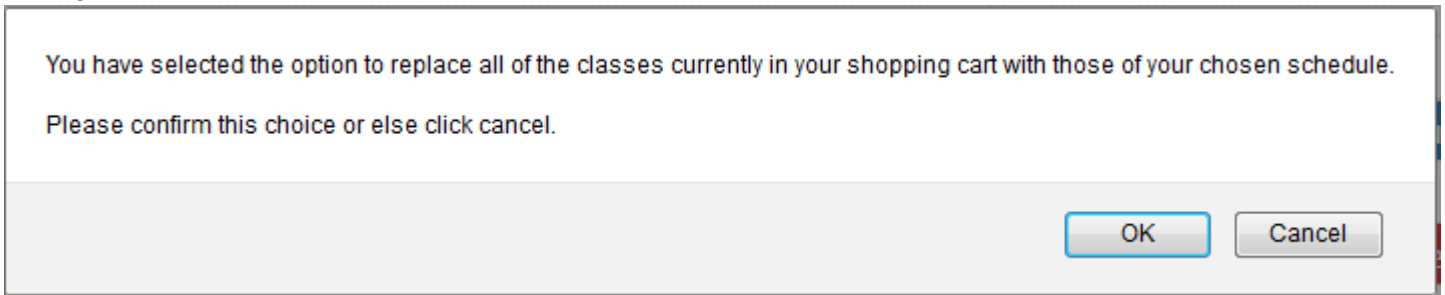 You have selected the option to replace all of the classes currently in your shopping cart with those of your chosen schedule.
Please confirm this choice or else click cancel.
OK
Cancel